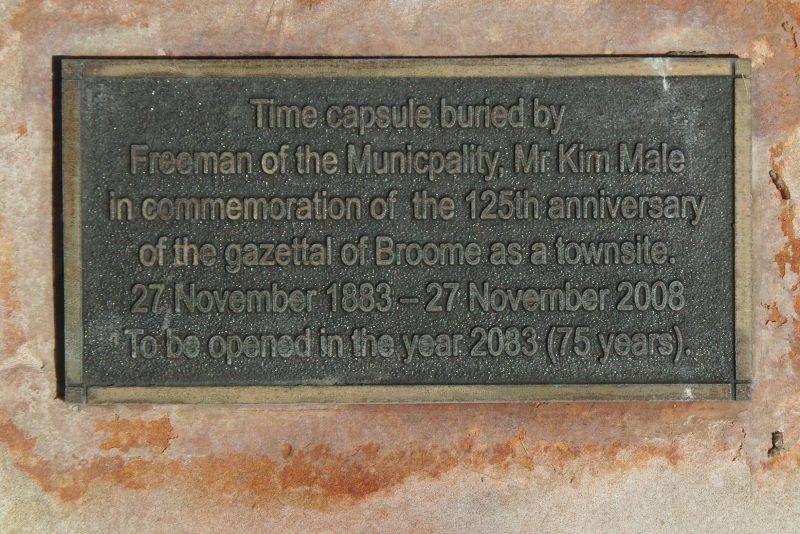 Time capsule buried by
Freeman of the Municpality, Mr Kim Male
in commemoration of the 125th anniversary
of the gazettal of Broome as a townsite.
27 November 1883 – 27 November 2008
To be opened in the year 2083 (75 years).